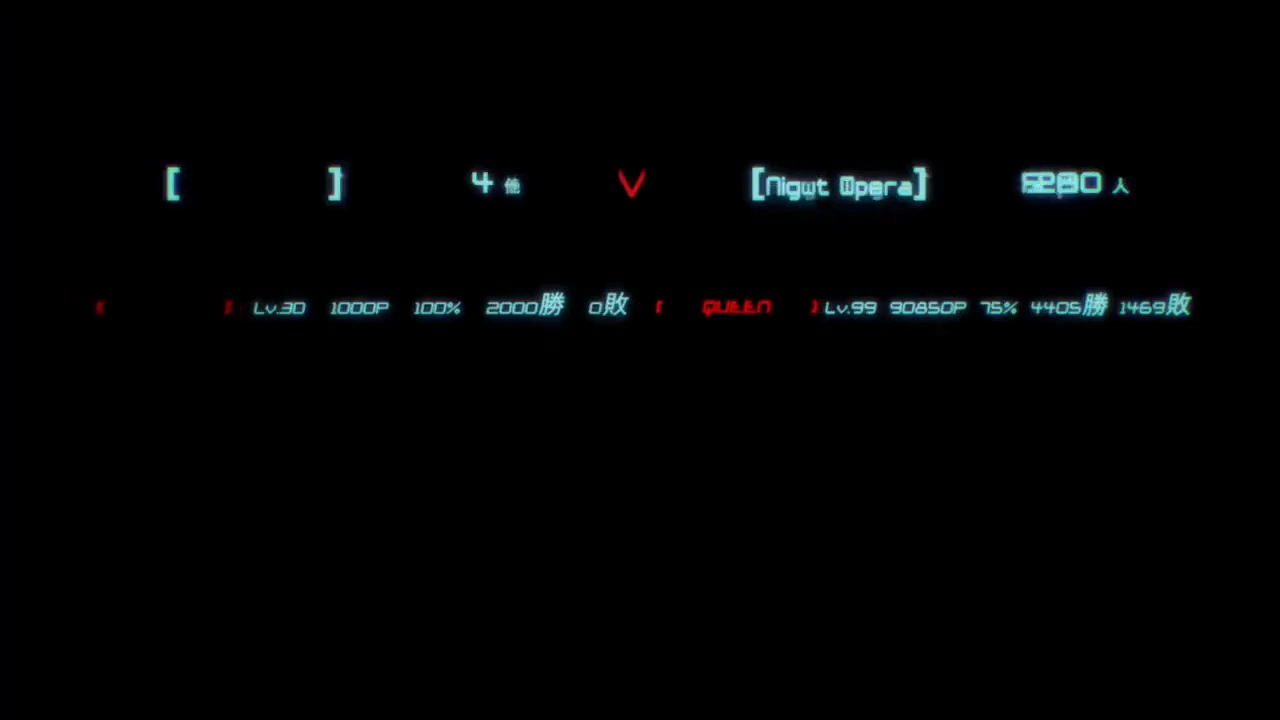 [ ] 4 他 V [Nigwt Opera] 人
[ ] Lv.30 1000P 100% 2000勝 0敗 [ QUEEN ] Lv.99 90850P 75% 4405勝 1469敗